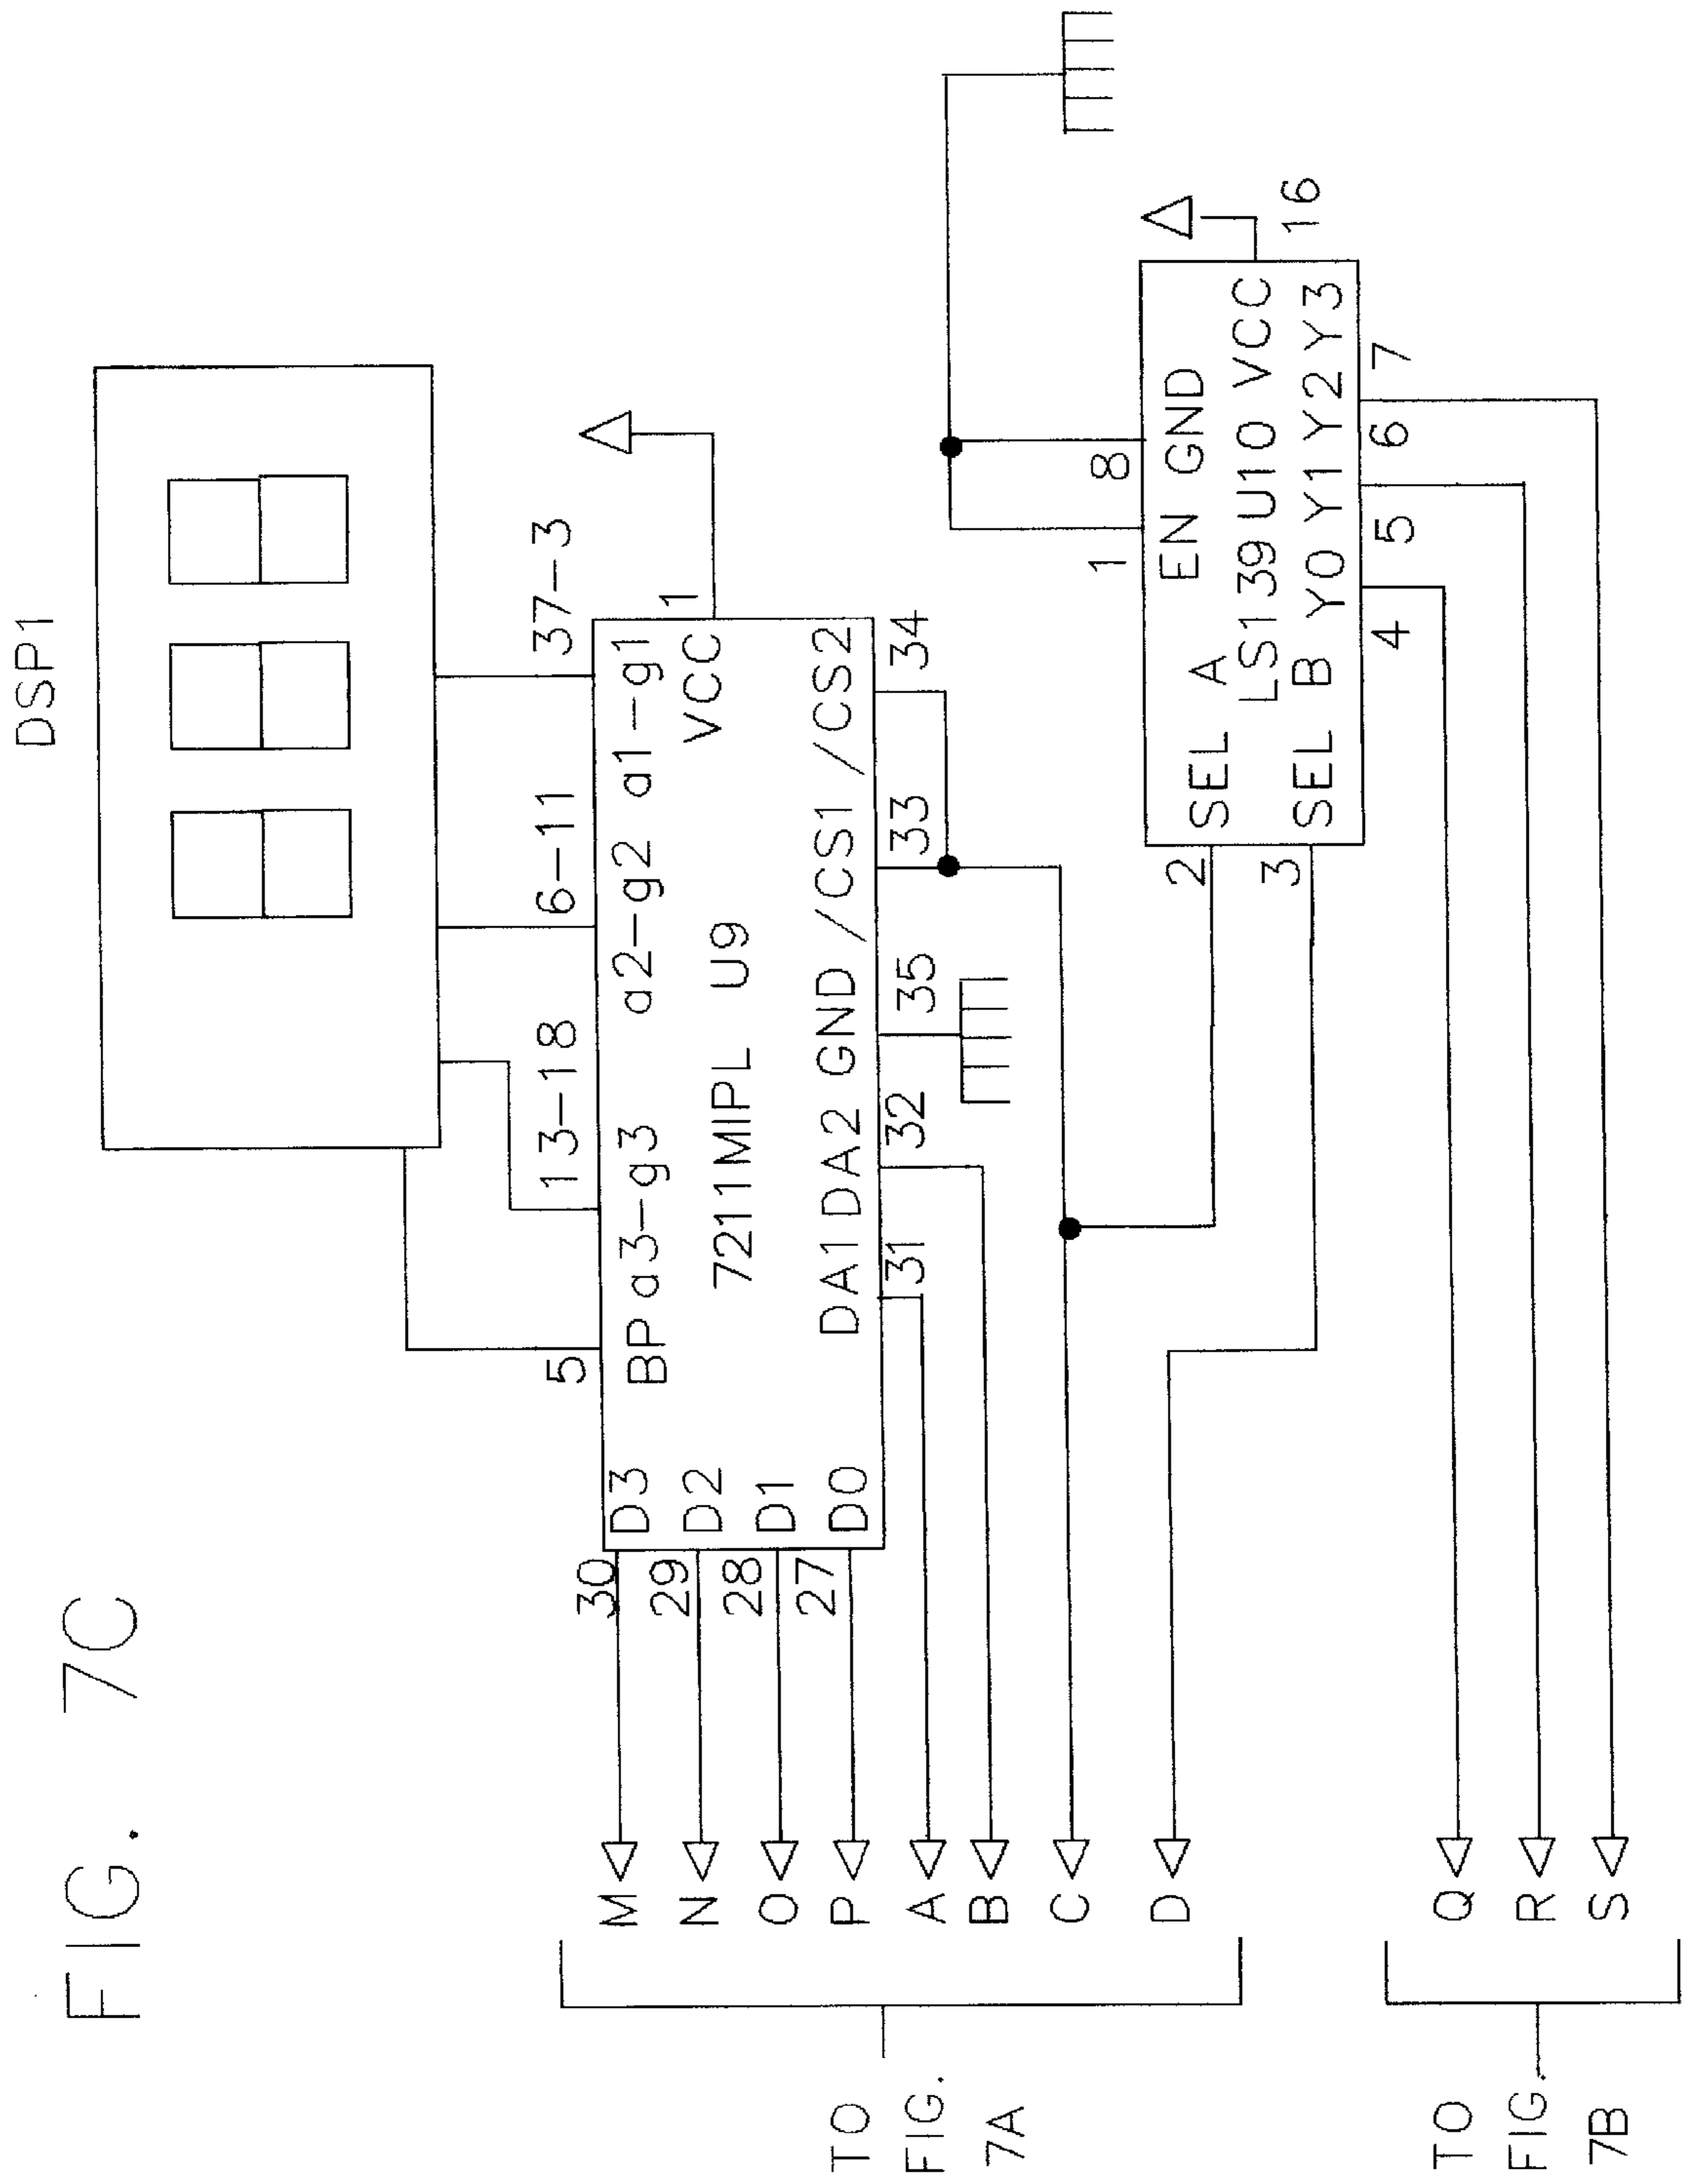 FIG. 7C
DSP1
5
13-18
6-11
37-3
BP a3-g3 a2-g2 a1-g1
VCC
1
7211MIPL U9
M
30
D3
N
29
D2
O
28
D1
P
27
D0
DA1 DA2 GND /CS1 /CS2
31
32
35
33
34
A
B
C
D
TO
FIG.
7A
1
8
EN GND
2
SEL A
LS139 U10 VCC
16
3
SEL B Y0 Y1 Y2 Y3
4
5
6
7
Q
R
S
TO
FIG.
7B